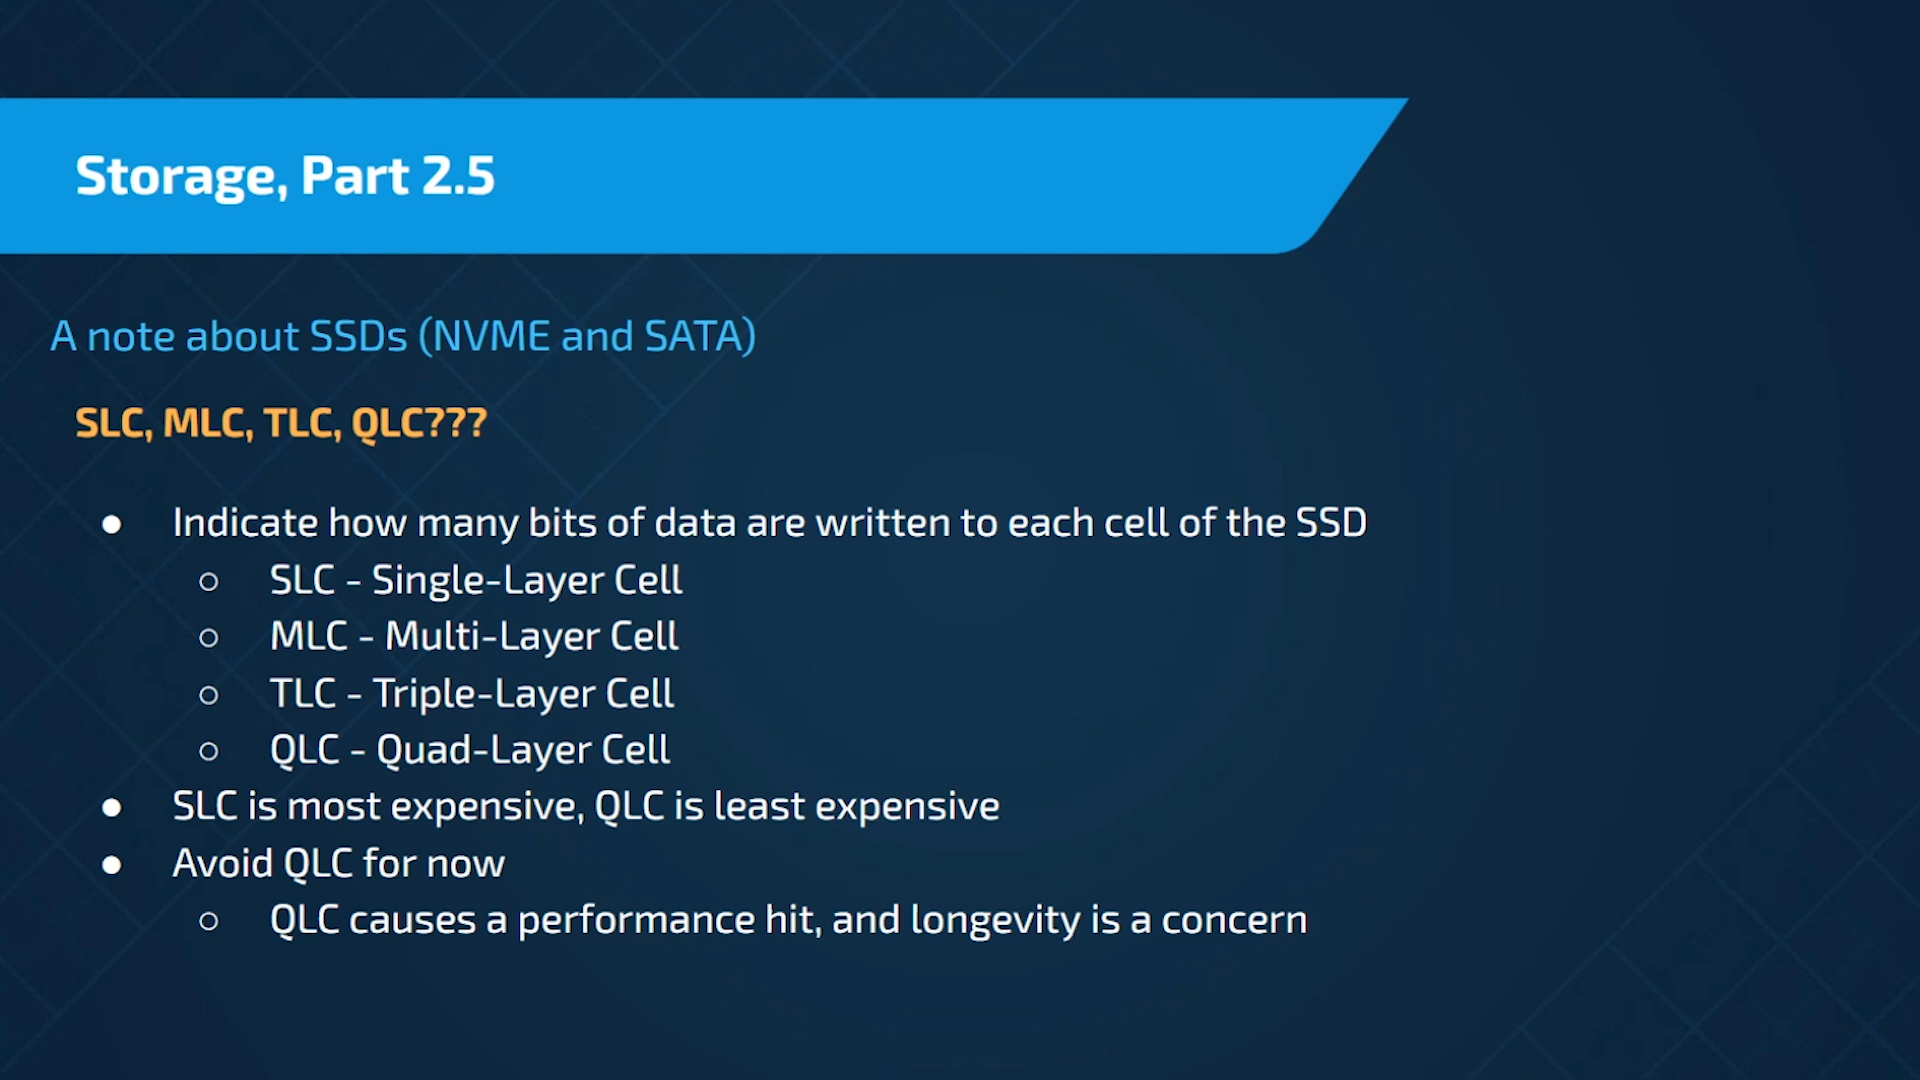 Storage, Part 2.5
A note about SSDs (NVME and SATA)
SLC, MLC, TLC, QLC???
● Indicate how many bits of data are written to each cell of the SSD
○ SLC - Single-Layer Cell
○ MLC - Multi-Layer Cell
○ TLC - Triple-Layer Cell
○ QLC - Quad-Layer Cell
● SLC is most expensive, QLC is least expensive
● Avoid QLC for now
○ QLC causes a performance hit, and longevity is a concern